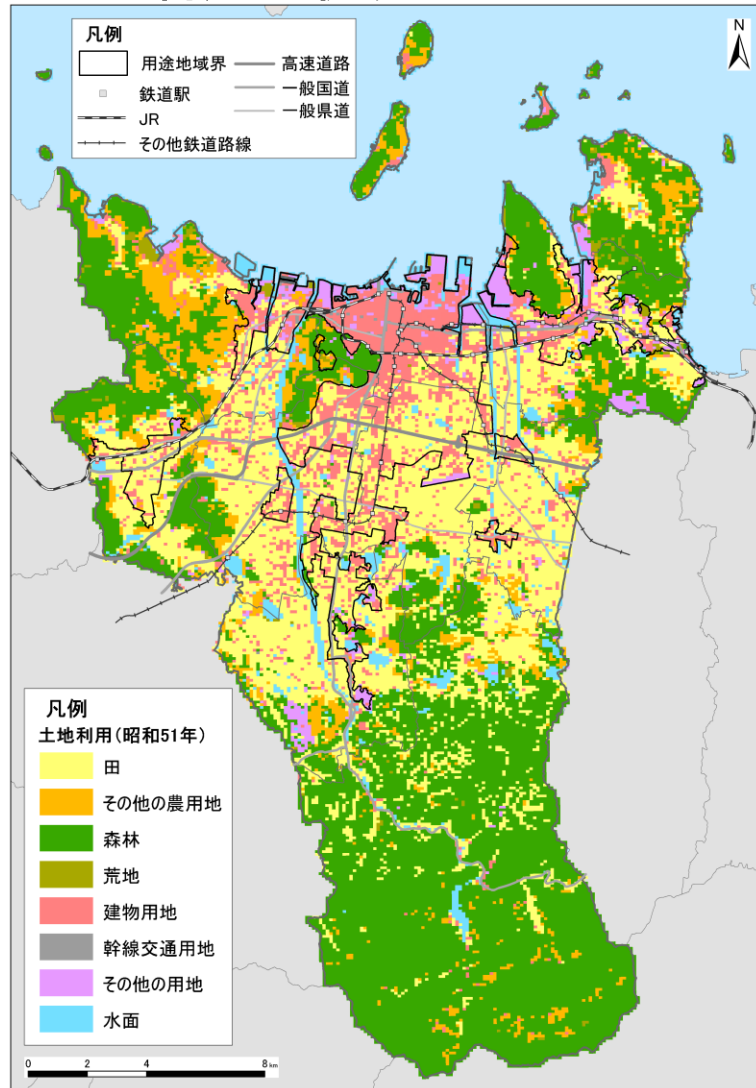 凡例
用途地域界
高速道路
鉄道駅
一般国道
JR
一般県道
その他鉄道路線
N
凡例
土地利用(昭和51年)
田
その他の農用地
森林
荒地
建物用地
幹線交通用地
その他の用地
水面
0 2 4 8 km